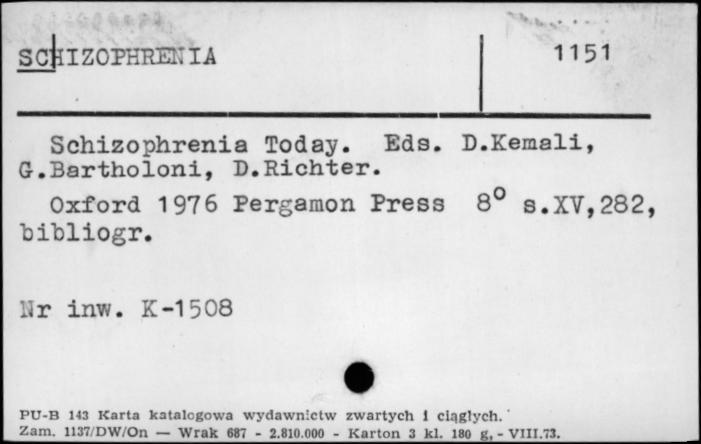 SCHIZOPHRENIA 1151
Schizophrenia Today. Eds. D.Kemali,
G.Bartholoni, D.Richter.
Oxford 1976 Pergamon Press 8° s.XV,282,
bibliogr.
Nr inw. K-1508
PU-B 143 Karta katalogowa wydawnictw zwartych i ciągłych.
Zam. 1137/DW/On — Wrak 687 - 2.810.000 - Karton 3 kl. 180 g, - VIII.73.